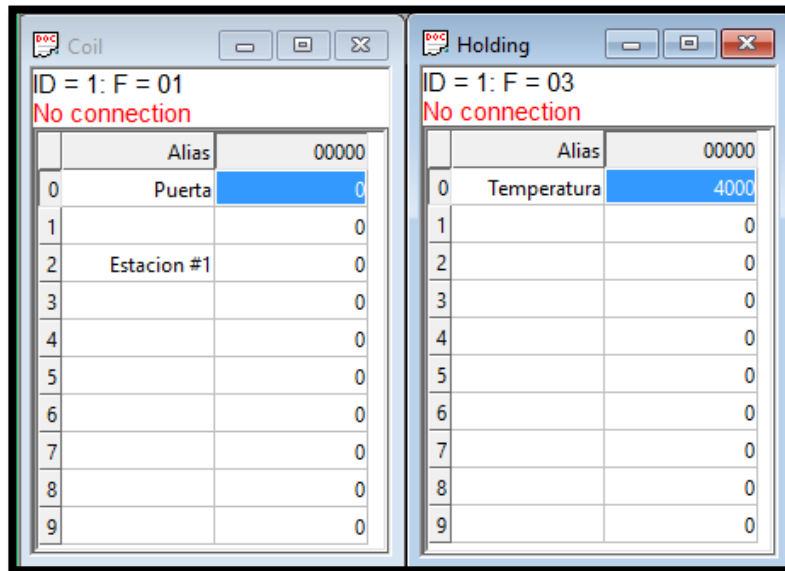 Coil
ID = 1: F = 01
No connection
Alias 00000
0 Puerta 0
1 0
2 Estacion #1 0
3 0
4 0
5 0
6 0
7 0
8 0
9 0
Holding
ID = 1: F = 03
No connection
Alias 00000
0 Temperatura 4000
1 0
2 0
3 0
4 0
5 0
6 0
7 0
8 0
9 0